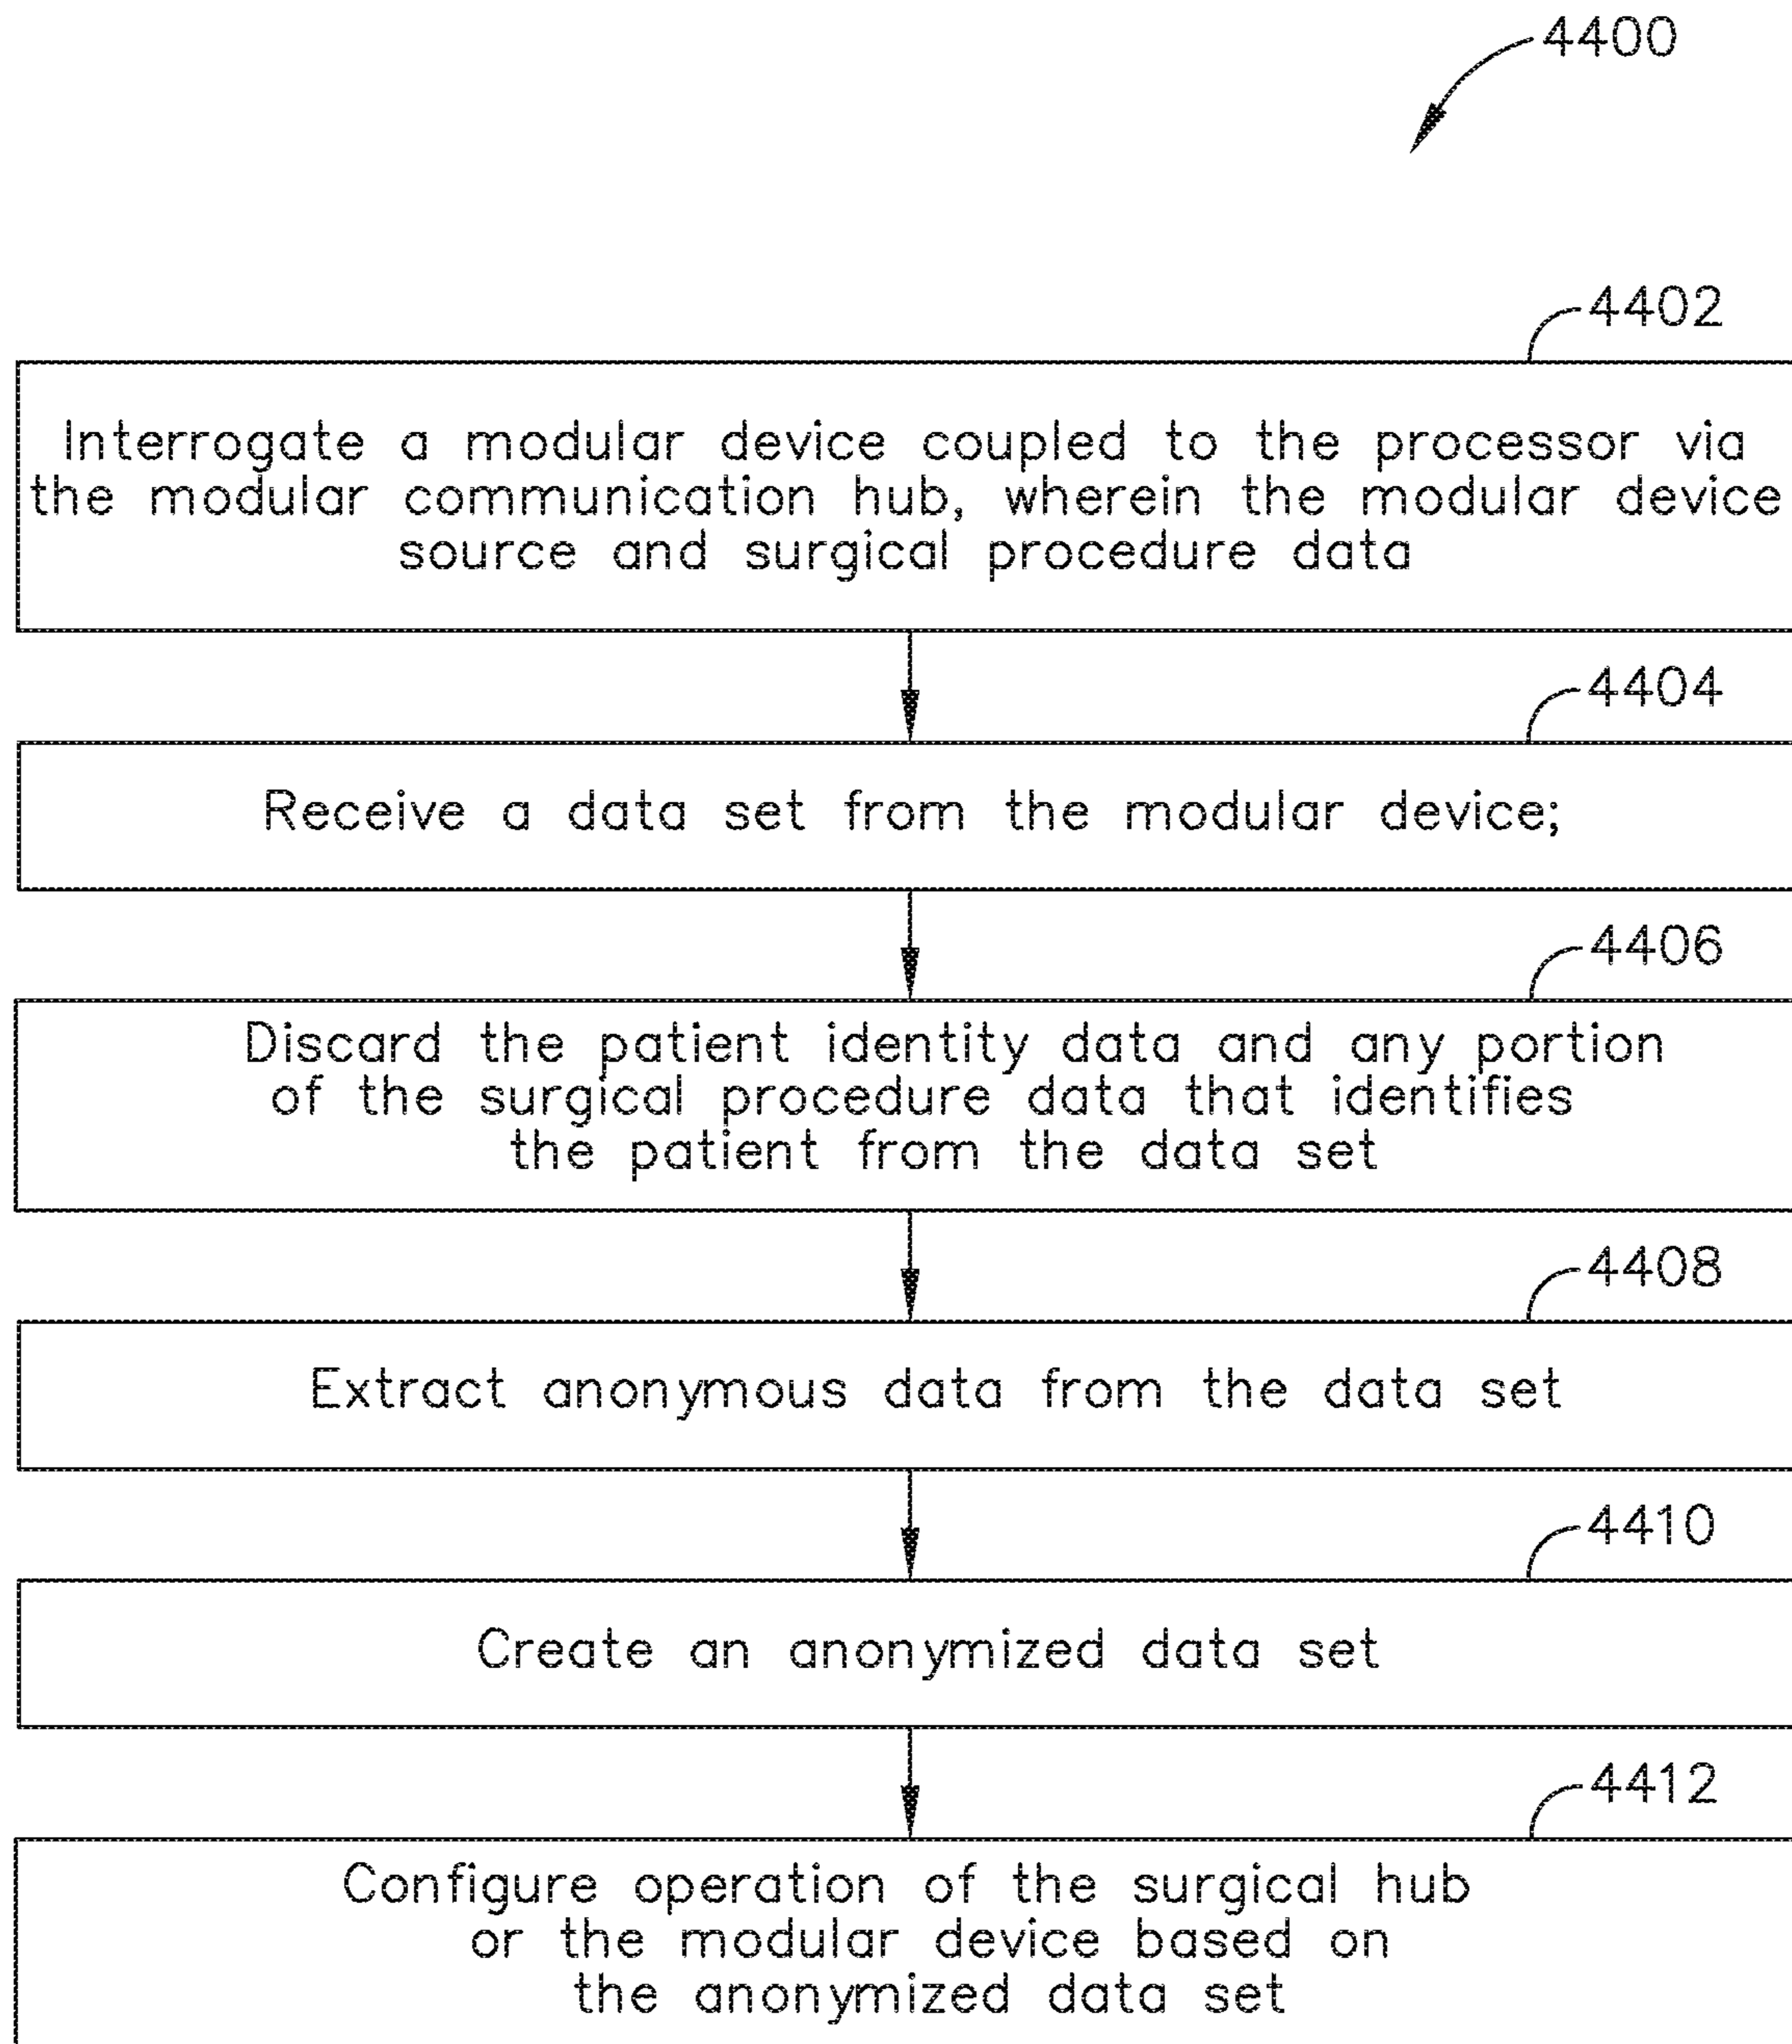 4400
4402
Interrogate a modular device coupled to the processor via
the modular communication hub, wherein the modular device
source and surgical procedure data
4404
Receive a data set from the modular device;
4406
Discard the patient identity data and any portion
of the surgical procedure data that identifies
the patient from the data set
4408
Extract anonymous data from the data set
4410
Create an anonymized data set
4412
Configure operation of the surgical hub
or the modular device based on
the anonymized data set